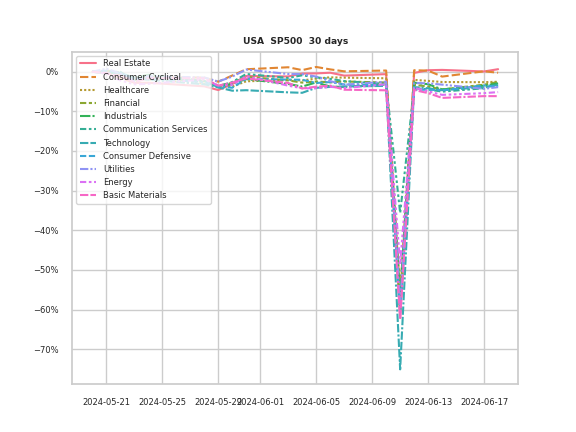 USA SP500 30 days
Real Estate
Consumer Cyclical
Healthcare
Financial
Industrials
Communication Services
Technology
Consumer Defensive
Utilities
Energy
Basic Materials
0%
−10%
−20%
−30%
−40%
−50%
−60%
−70%
2024-05-21 2024-05-25 2024-05-29 2024-06-01 2024-06-05 2024-06-09 2024-06-13 2024-06-17